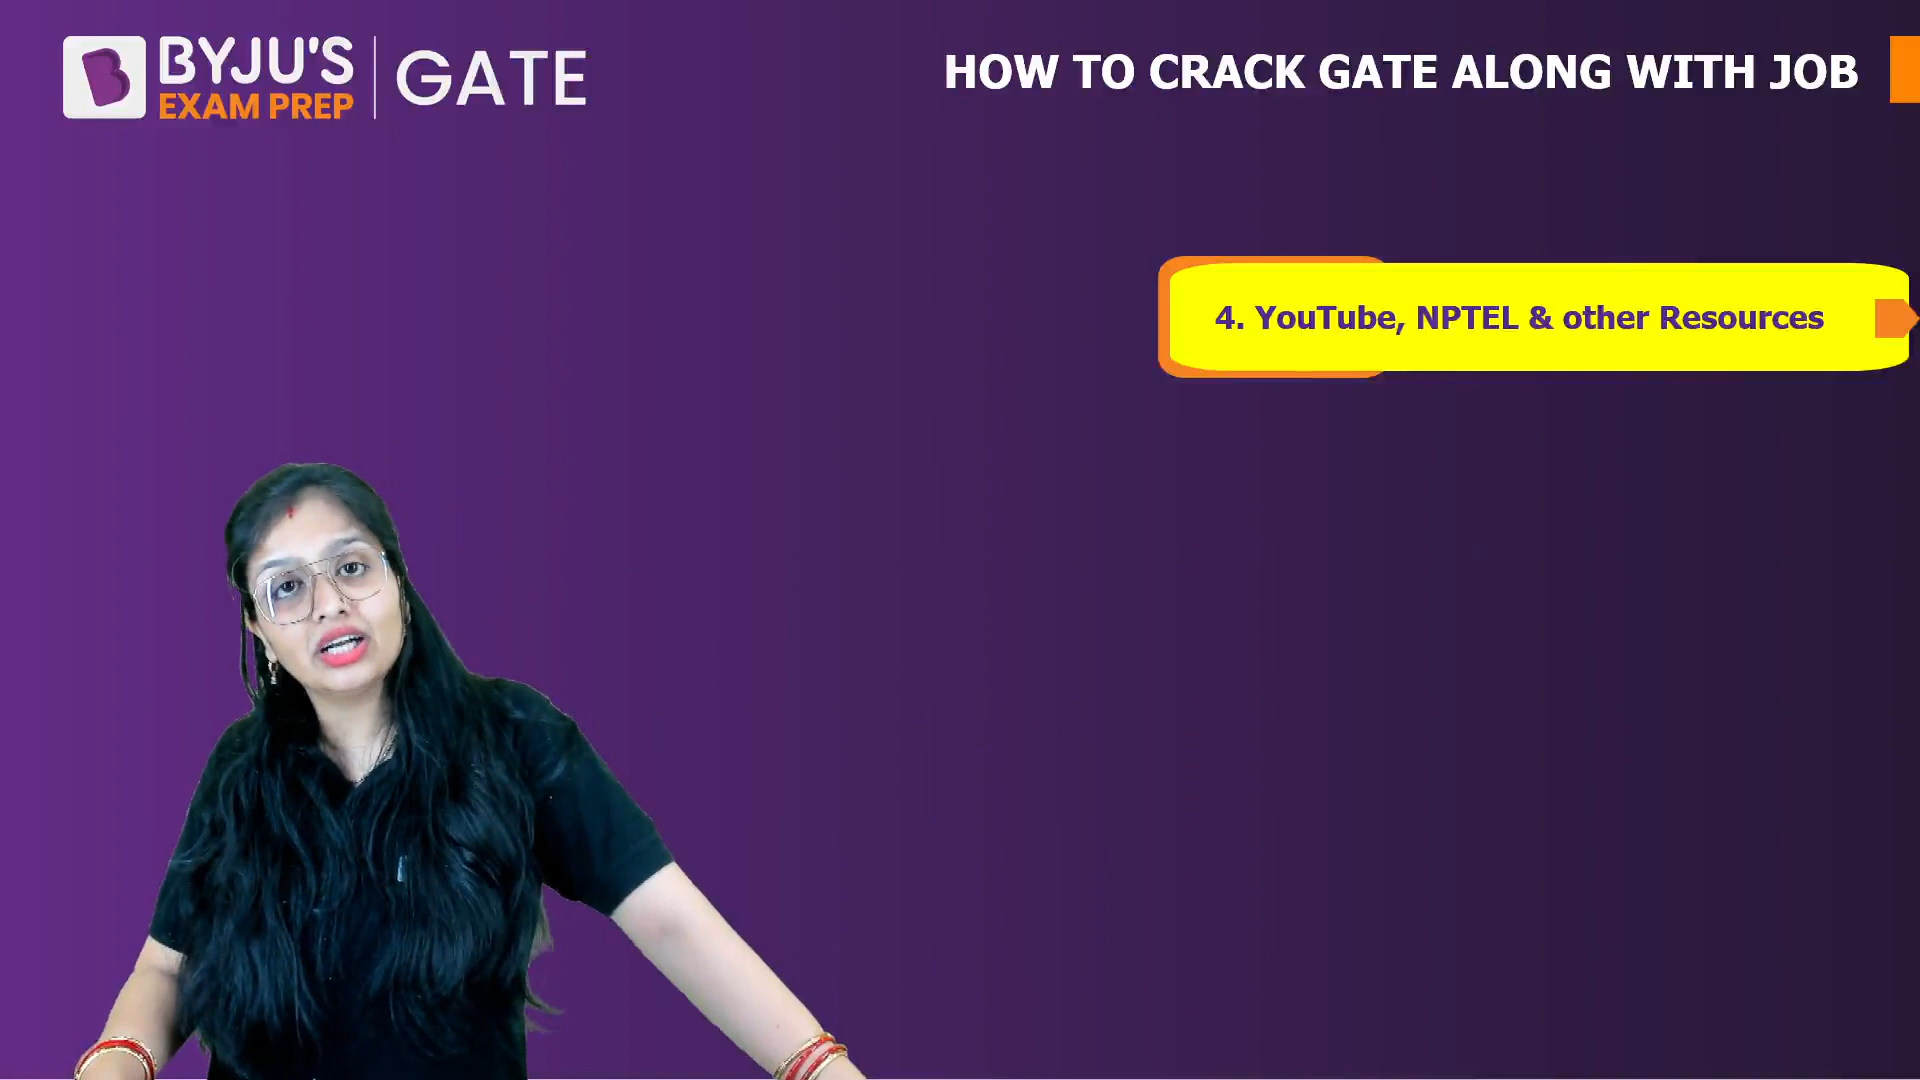 BYJU'S
EXAM PREP
GATE
HOW TO CRACK GATE ALONG WITH JOB
4. YouTube, NPTEL & other Resources